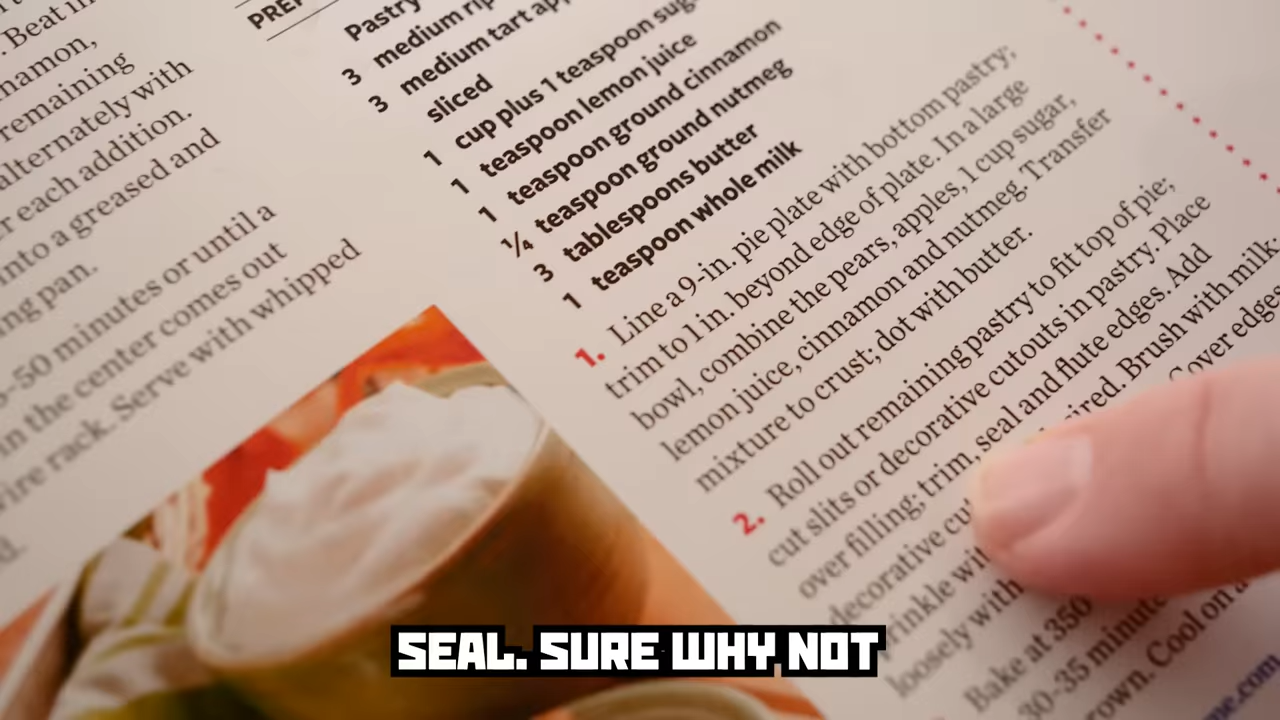 . Beat in
namon,
remaining
alternately with
r each addition.
into a greased and
ng pan.
-50 minutes or until a
in the center comes out
wire rack. Serve with whipped
d.
PREP
Pastry
3 medium rip
3 medium tart app
sliced
1 cup plus 1 teaspoon sug
1 teaspoon lemon juice
1 teaspoon ground cinnamon
¼ teaspoon ground nutmeg
3 tablespoons butter
1 teaspoon whole milk
1. Line a 9-in. pie plate with bottom pastry;
trim to 1 in. beyond edge of plate. In a large
bowl, combine the pears, apples, 1 cup sugar,
lemon juice, cinnamon and nutmeg. Transfer
mixture to crust; dot with butter.
2. Roll out remaining pastry to fit top of pie;
cut slits or decorative cutouts in pastry. Place
over filling; trim, seal and flute edges. Add
decorative cu ired. Brush with milk.
prinkle wit Cover edges
loosely with
Bake at 350
30-35 minute
rown. Cool on a
ne.com
SEAL. SURE WHY NOT